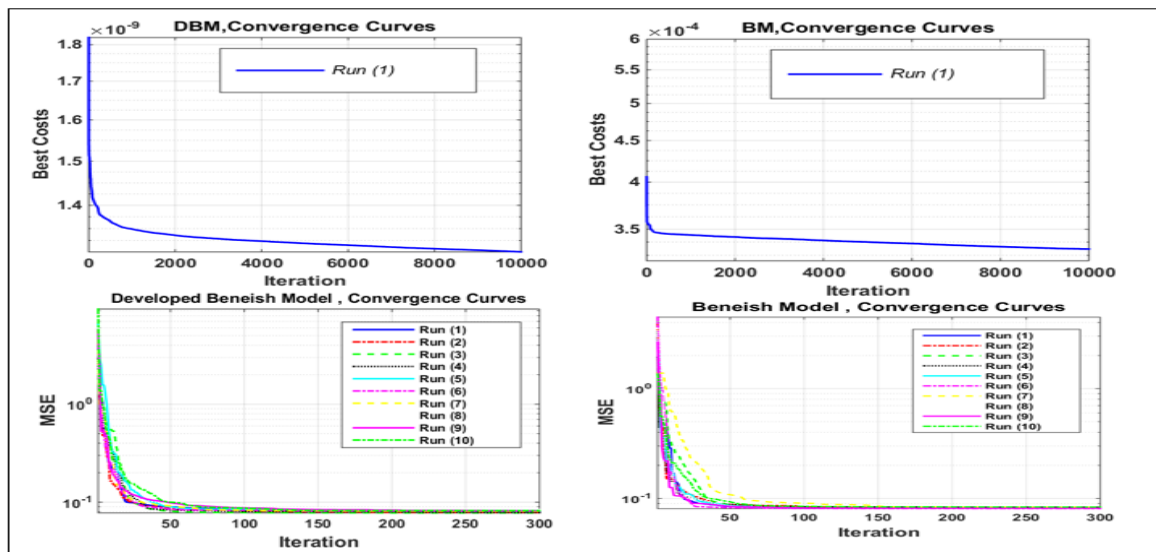 ×10-9
DBM,Convergence Curves
1.8
1.7
1.6
1.5
1.4
Best Costs
Run (1)
0 2000 4000 6000 8000 10000
Iteration
×10-4
BM,Convergence Curves
6
5.5
5
4.5
4
3.5
Best Costs
Run (1)
0 2000 4000 6000 8000 10000
Iteration
Developed Beneish Model , Convergence Curves
MSE
100
10-1
Run (1)
Run (2)
Run (3)
Run (4)
Run (5)
Run (6)
Run (7)
Run (8)
Run (9)
Run (10)
50 100 150 200 250 300
Iteration
Beneish Model , Convergence Curves
MSE
100
10-1
Run (1)
Run (2)
Run (3)
Run (4)
Run (5)
Run (6)
Run (7)
Run (8)
Run (9)
Run (10)
50 100 150 200 250 300
Iteration